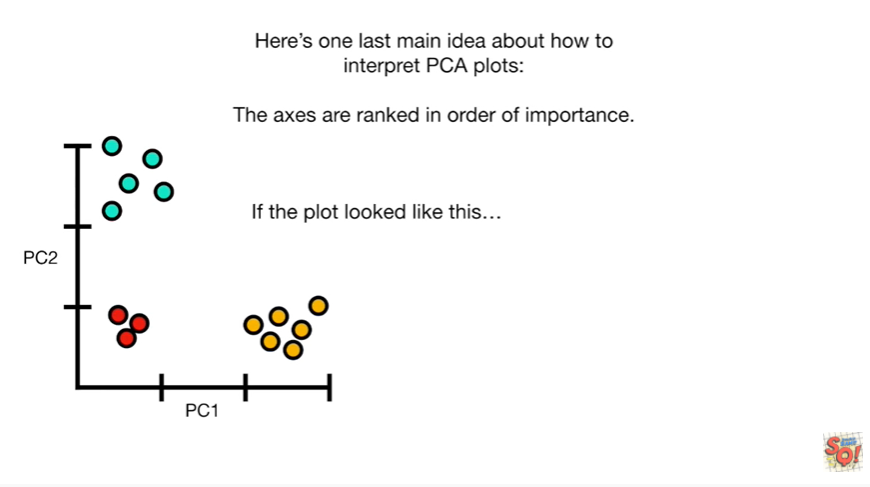 Here's one last main idea about how to
interpret PCA plots:
The axes are ranked in order of importance.
If the plot looked like this…
PC2
PC1
SQ!